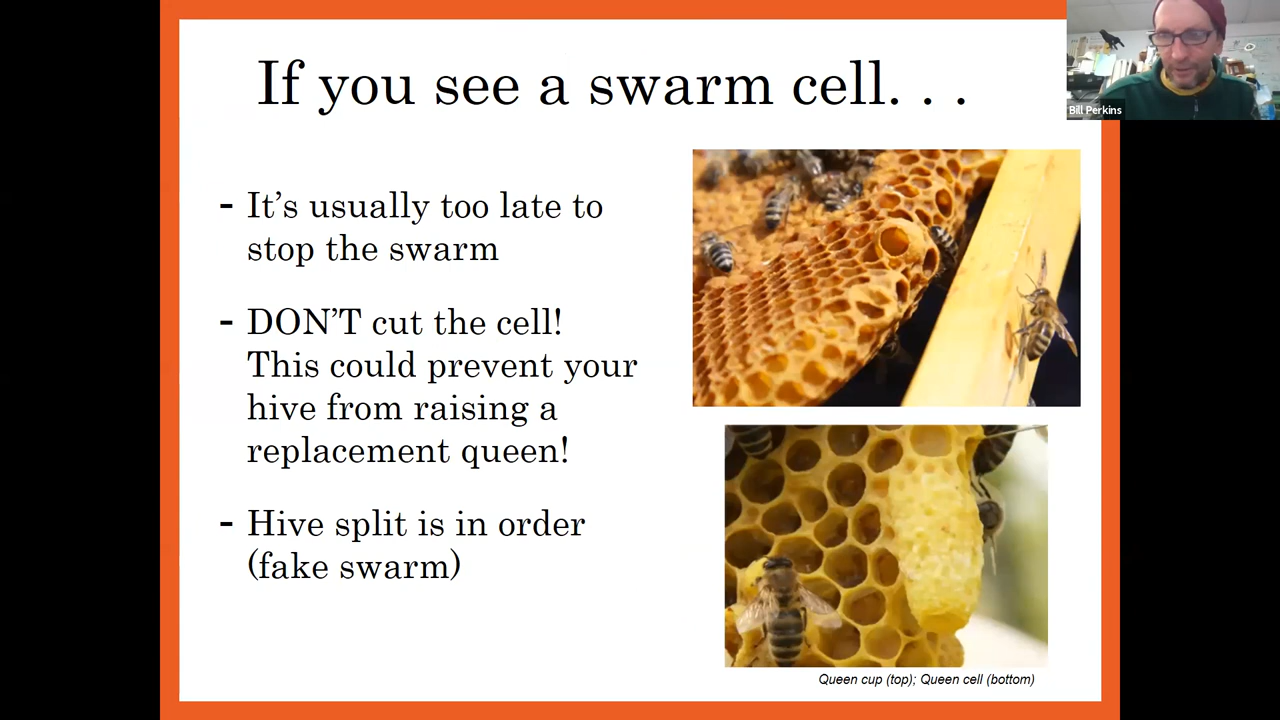 If you see a swarm cell. . .
Bill Perkins
- It’s usually too late to
stop the swarm
- DON’T cut the cell!
This could prevent your
hive from raising a
replacement queen!
- Hive split is in order
(fake swarm)
Queen cup (top); Queen cell (bottom)